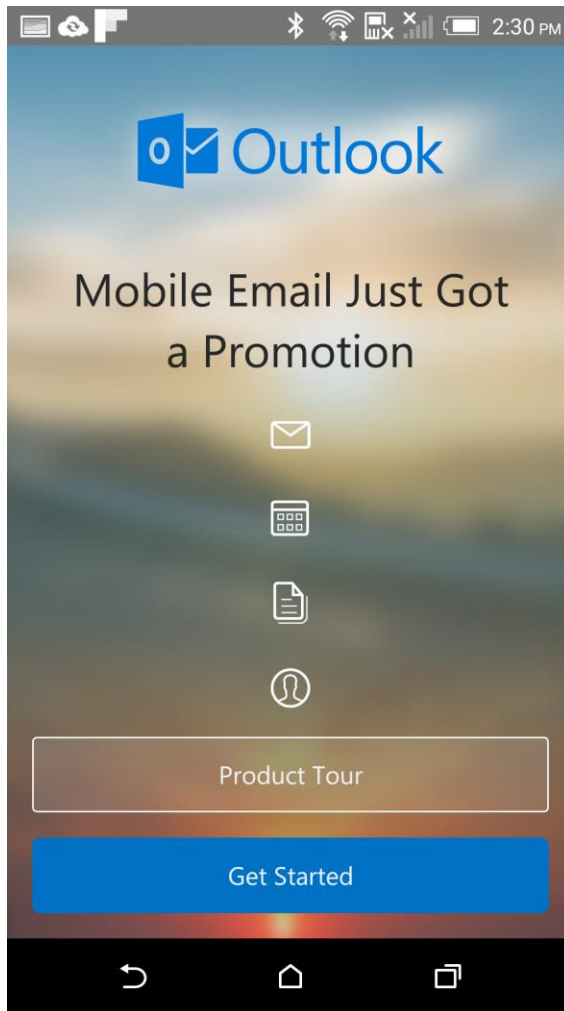 2:30 PM
Outlook
Mobile Email Just Got
a Promotion
Product Tour
Get Started